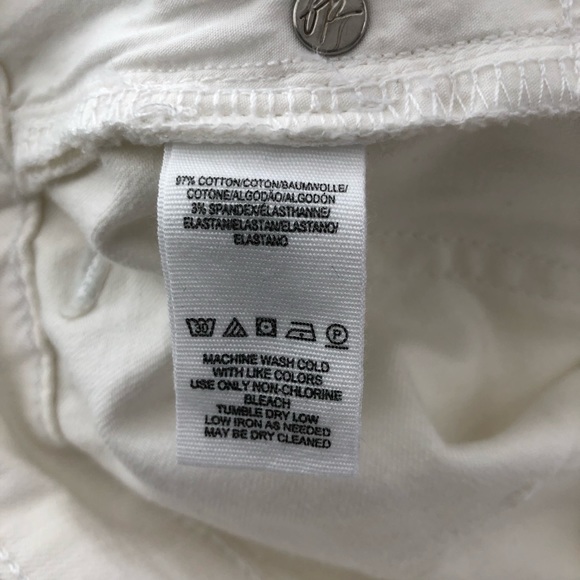 97% COTTON/COTON/BAUMWOLLE/
COTONE/ALGODÃO/ALGODÓN
3% SPANDEX/ÉLASTHANNE/
ELASTAN/ELASTAN/ELASTANO/
ELASTANO
30
P
MACHINE WASH COLD
WITH LIKE COLORS
USE ONLY NON-CHLORINE
BLEACH
TUMBLE DRY LOW
LOW IRON AS NEEDED
MAY BE DRY CLEANED